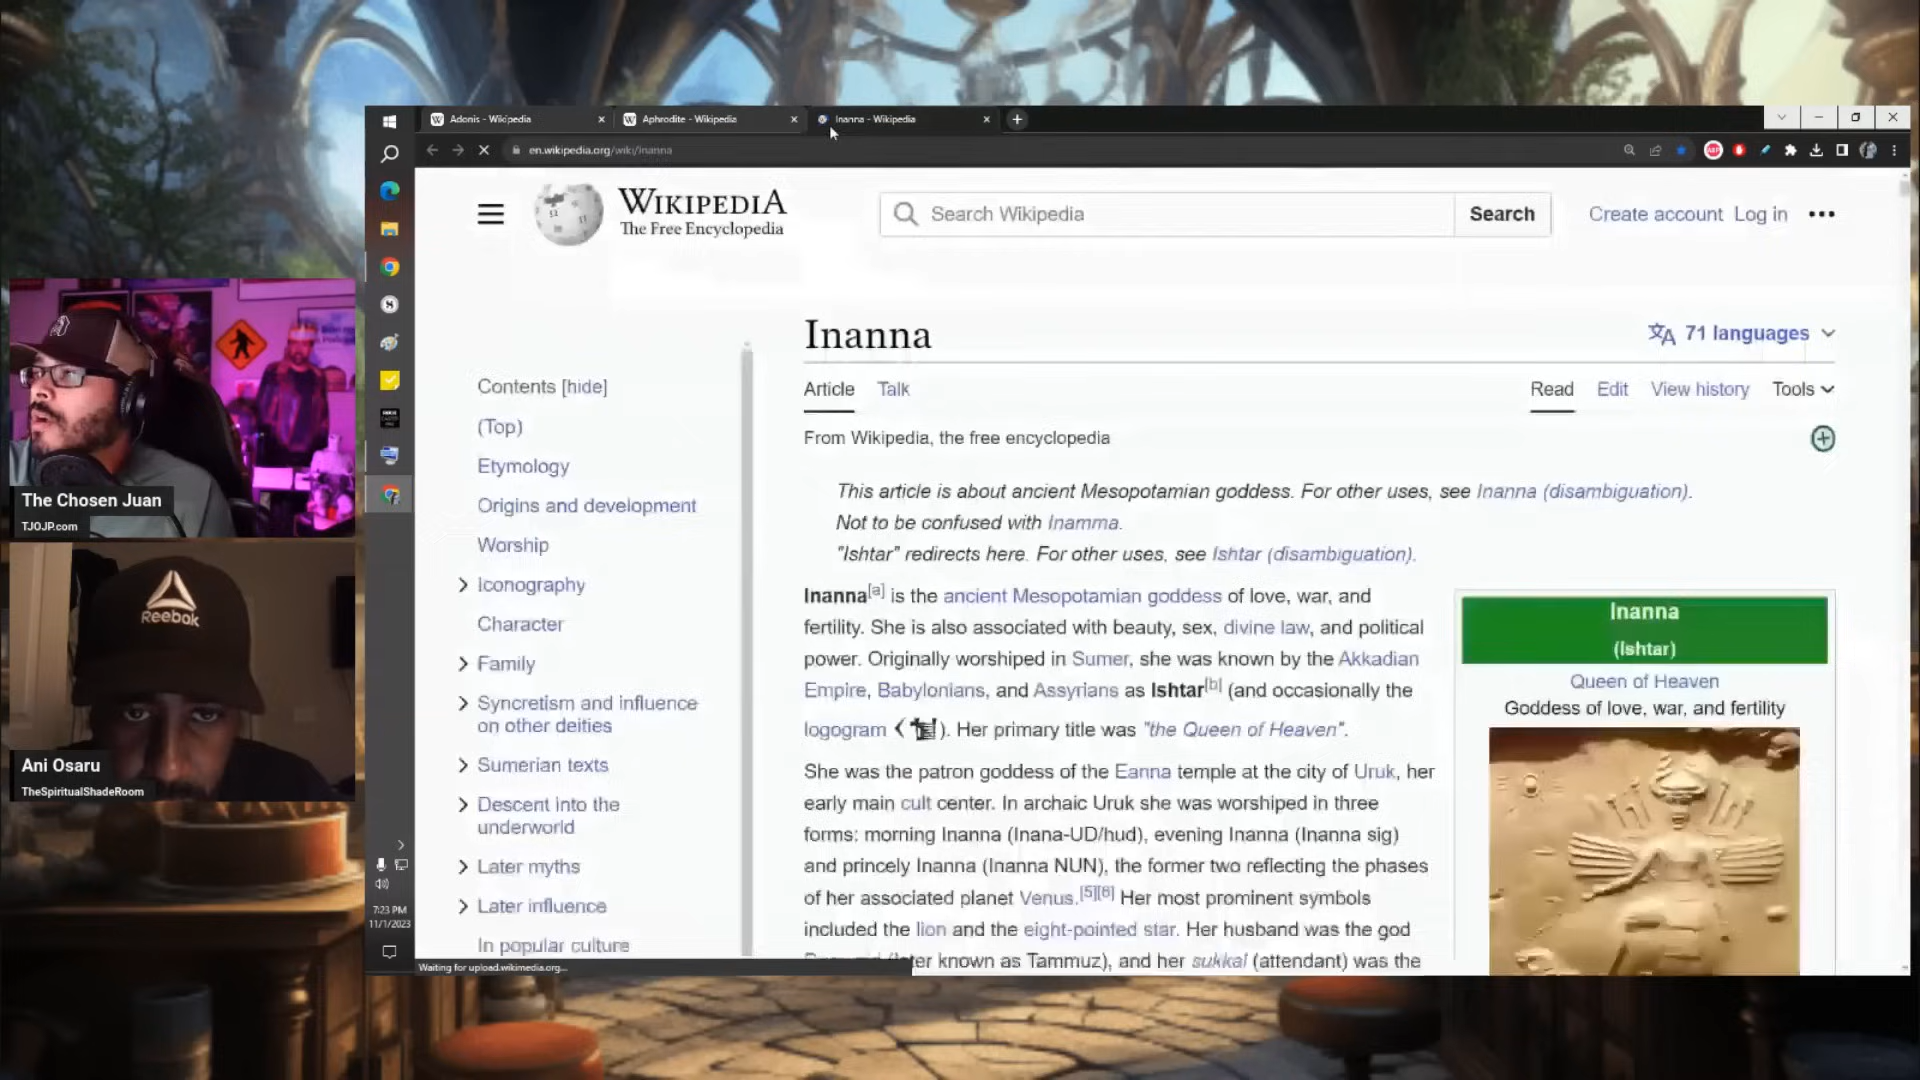 Adonis - Wikipedia
Aphrodite - Wikipedia
Inanna - Wikipedia
en.wikipedia.org/wiki/Inanna
WIKIPEDIA
The Free Encyclopedia
Search Wikipedia
Search
Create account Log in
Inanna
71 languages
Article Talk
Read Edit View history Tools
From Wikipedia, the free encyclopedia
This article is about ancient Mesopotamian goddess. For other uses, see Inanna (disambiguation).
Not to be confused with Inamma.
"Ishtar" redirects here. For other uses, see Ishtar (disambiguation).
Contents [hide]
(Top)
Etymology
Origins and development
Worship
Iconography
Character
Family
Syncretism and influence
on other deities
Sumerian texts
Descent into the
underworld
Later myths
Later influence
In popular culture
Inanna[a] is the ancient Mesopotamian goddess of love, war, and
fertility. She is also associated with beauty, sex, divine law, and political
power. Originally worshiped in Sumer, she was known by the Akkadian
Empire, Babylonians, and Assyrians as Ishtar[b] (and occasionally the
logogram 𒌋𒁯). Her primary title was "the Queen of Heaven".
She was the patron goddess of the Eanna temple at the city of Uruk, her
early main cult center. In archaic Uruk she was worshiped in three
forms: morning Inanna (Inana-UD/hud), evening Inanna (Inanna sig)
and princely Inanna (Inanna NUN), the former two reflecting the phases
of her associated planet Venus.[5][6] Her most prominent symbols
included the lion and the eight-pointed star. Her husband was the god
known as Tammuz), and her sukkal (attendant) was the
Inanna
(Ishtar)
Queen of Heaven
Goddess of love, war, and fertility
Waiting for upload.wikimedia.org...
7:23 PM
11/1/2023
The Chosen Juan
TJOJP.com
Reebok
Ani Osaru
TheSpiritualShadeRoom